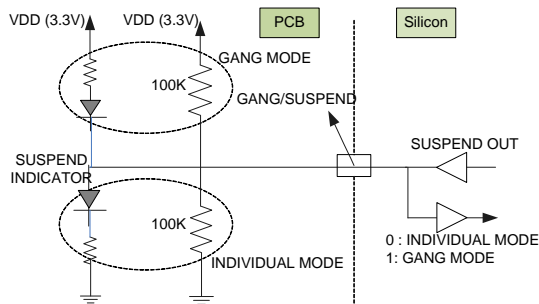 VDD (3.3V)
VDD (3.3V)
PCB
Silicon
GANG MODE
100K
GANG/SUSPEND
SUSPEND OUT
SUSPEND
INDICATOR
100K
0 : INDIVIDUAL MODE
1: GANG MODE
INDIVIDUAL MODE